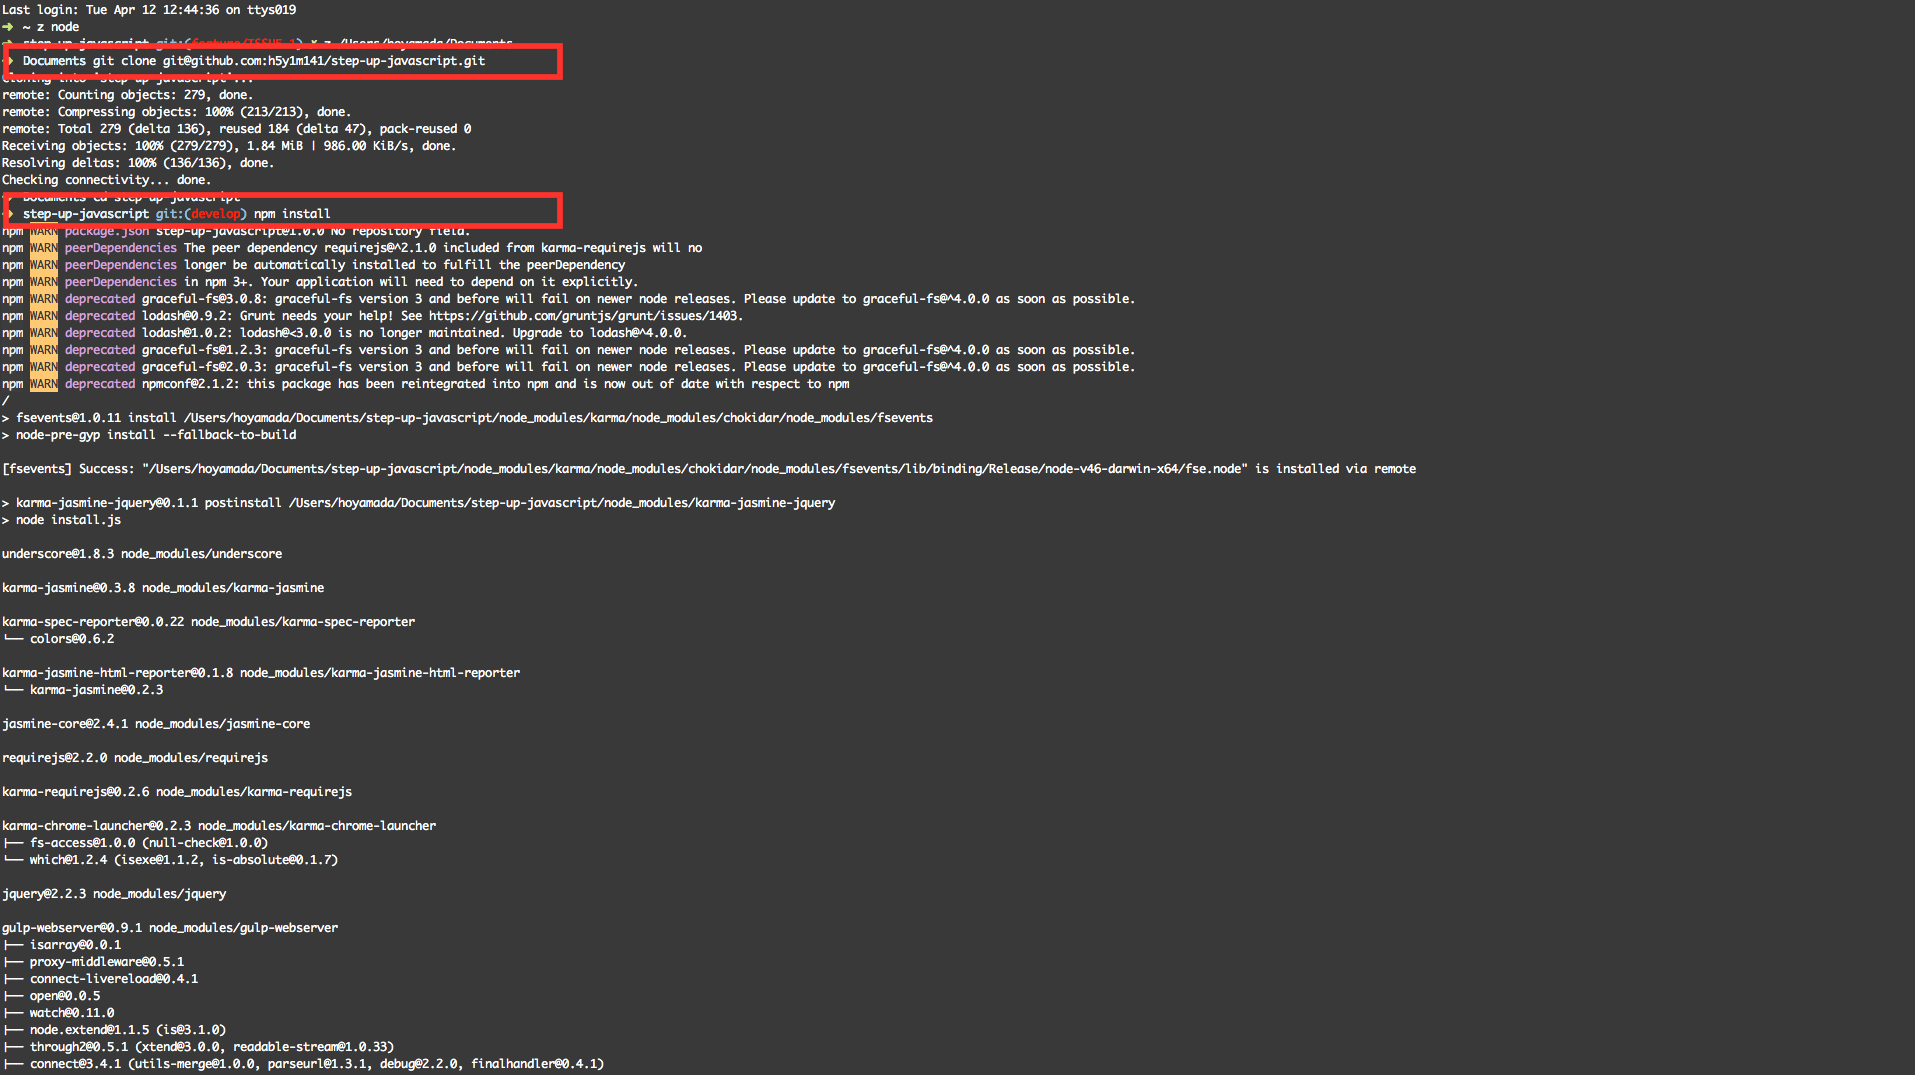 Last login: Tue Apr 12 12:44:36 on ttys019
➜ ~ z node
➜ step-up-javascript git:(feature/ISSUE-1) ✗ z /Users/hoyamada/Documents
➜ Documents git clone git@github.com:h5y1m141/step-up-javascript.git
Cloning into 'step-up-javascript'...
remote: Counting objects: 279, done.
remote: Compressing objects: 100% (213/213), done.
remote: Total 279 (delta 136), reused 184 (delta 47), pack-reused 0
Receiving objects: 100% (279/279), 1.84 MiB | 986.00 KiB/s, done.
Resolving deltas: 100% (136/136), done.
Checking connectivity... done.
➜ Documents cd step-up-javascript
➜ step-up-javascript git:(develop) npm install
npm WARN package.json step-up-javascript@1.0.0 No repository field.
npm WARN peerDependencies The peer dependency requirejs@^2.1.0 included from karma-requirejs will no
npm WARN peerDependencies longer be automatically installed to fulfill the peerDependency
npm WARN peerDependencies in npm 3+. Your application will need to depend on it explicitly.
npm WARN deprecated graceful-fs@3.0.8: graceful-fs version 3 and before will fail on newer node releases. Please update to graceful-fs@^4.0.0 as soon as possible.
npm WARN deprecated lodash@0.9.2: Grunt needs your help! See https://github.com/gruntjs/grunt/issues/1403.
npm WARN deprecated lodash@1.0.2: lodash@<3.0.0 is no longer maintained. Upgrade to lodash@^4.0.0.
npm WARN deprecated graceful-fs@1.2.3: graceful-fs version 3 and before will fail on newer node releases. Please update to graceful-fs@^4.0.0 as soon as possible.
npm WARN deprecated graceful-fs@2.0.3: graceful-fs version 3 and before will fail on newer node releases. Please update to graceful-fs@^4.0.0 as soon as possible.
npm WARN deprecated npmconf@2.1.2: this package has been reintegrated into npm and is now out of date with respect to npm
/
> fsevents@1.0.11 install /Users/hoyamada/Documents/step-up-javascript/node_modules/karma/node_modules/chokidar/node_modules/fsevents
> node-pre-gyp install --fallback-to-build
[fsevents] Success: "/Users/hoyamada/Documents/step-up-javascript/node_modules/karma/node_modules/chokidar/node_modules/fsevents/lib/binding/Release/node-v46-darwin-x64/fse.node" is installed via remote
> karma-jasmine-jquery@0.1.1 postinstall /Users/hoyamada/Documents/step-up-javascript/node_modules/karma-jasmine-jquery
> node install.js
underscore@1.8.3 node_modules/underscore
karma-jasmine@0.3.8 node_modules/karma-jasmine
karma-spec-reporter@0.0.22 node_modules/karma-spec-reporter
└── colors@0.6.2
karma-jasmine-html-reporter@0.1.8 node_modules/karma-jasmine-html-reporter
└── karma-jasmine@0.2.3
jasmine-core@2.4.1 node_modules/jasmine-core
requirejs@2.2.0 node_modules/requirejs
karma-requirejs@0.2.6 node_modules/karma-requirejs
karma-chrome-launcher@0.2.3 node_modules/karma-chrome-launcher
├── fs-access@1.0.0 (null-check@1.0.0)
└── which@1.2.4 (isexe@1.1.2, is-absolute@0.1.7)
jquery@2.2.3 node_modules/jquery
gulp-webserver@0.9.1 node_modules/gulp-webserver
├── isarray@0.0.1
├── proxy-middleware@0.5.1
├── connect-livereload@0.4.1
├── open@0.0.5
├── watch@0.11.0
├── node.extend@1.1.5 (is@3.1.0)
├── through2@0.5.1 (xtend@3.0.0, readable-stream@1.0.33)
├── connect@3.4.1 (utils-merge@1.0.0, parseurl@1.3.1, debug@2.2.0, finalhandler@0.4.1)